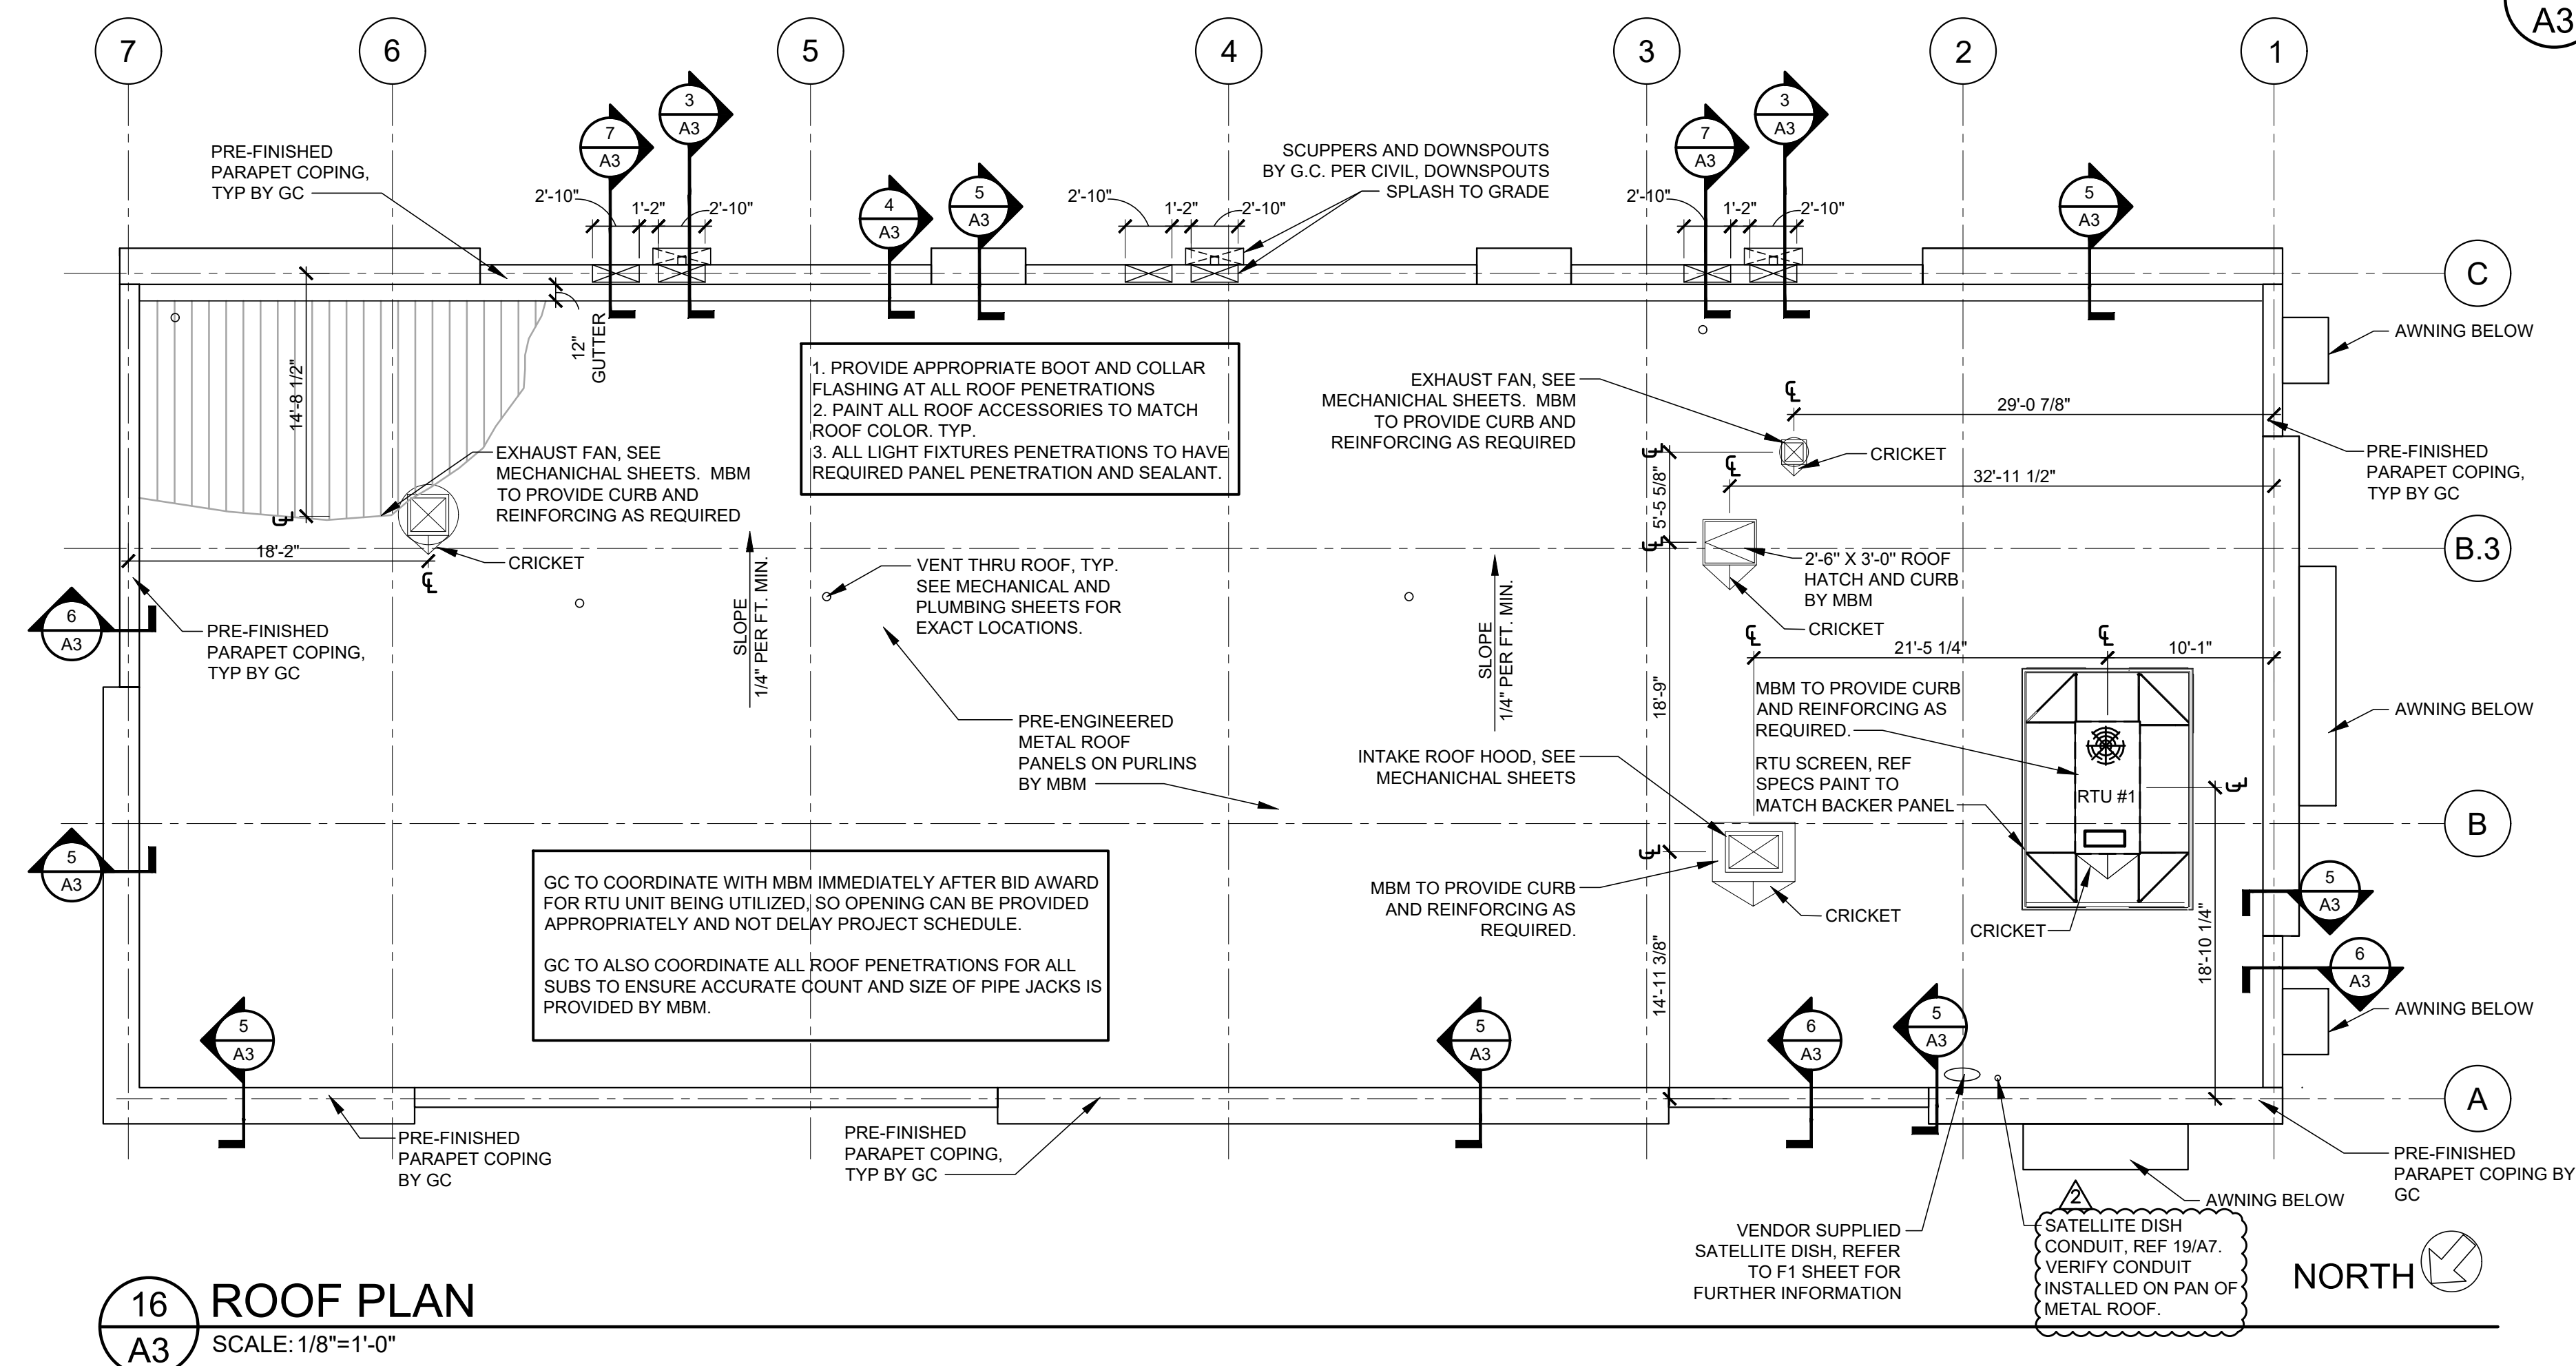 A3
7
6
5
4
3
2
1
3
A3
7
A3
3
A3
7
A3
PRE-FINISHED
PARAPET COPING,
TYP BY GC
SCUPPERS AND DOWNSPOUTS
BY G.C. PER CIVIL, DOWNSPOUTS
SPLASH TO GRADE
4
A3
5
A3
5
A3
2'-10"
1'-2"
2'-10"
2'-10"
1'-2"
2'-10"
2'-10"
1'-2"
2'-10"
C
AWNING BELOW
14'-8 1/2"
12"
GUTTER
1. PROVIDE APPROPRIATE BOOT AND COLLAR
FLASHING AT ALL ROOF PENETRATIONS
2. PAINT ALL ROOF ACCESSORIES TO MATCH
ROOF COLOR. TYP.
3. ALL LIGHT FIXTURES PENETRATIONS TO HAVE
REQUIRED PANEL PENETRATION AND SEALANT.
EXHAUST FAN, SEE
MECHANICHAL SHEETS. MBM
TO PROVIDE CURB AND
REINFORCING AS REQUIRED
29'-0 7/8"
CRICKET
32'-11 1/2"
PRE-FINISHED
PARAPET COPING,
TYP BY GC
EXHAUST FAN, SEE
MECHANICHAL SHEETS. MBM
TO PROVIDE CURB AND
REINFORCING AS REQUIRED
5'-5 5/8"
18'-2"
CRICKET
B.3
VENT THRU ROOF, TYP.
SEE MECHANICAL AND
PLUMBING SHEETS FOR
EXACT LOCATIONS.
2'-6" X 3'-0" ROOF
HATCH AND CURB
BY MBM
CRICKET
SLOPE
1/4" PER FT. MIN.
SLOPE
1/4" PER FT. MIN.
6
A3
PRE-FINISHED
PARAPET COPING,
TYP BY GC
21'-5 1/4"
10'-1"
18'-9"
MBM TO PROVIDE CURB
AND REINFORCING AS
REQUIRED.
AWNING BELOW
PRE-ENGINEERED
METAL ROOF
PANELS ON PURLINS
BY MBM
INTAKE ROOF HOOD, SEE
MECHANICHAL SHEETS
RTU SCREEN, REF
SPECS PAINT TO
MATCH BACKER PANEL
RTU #1
B
5
A3
GC TO COORDINATE WITH MBM IMMEDIATELY AFTER BID AWARD
FOR RTU UNIT BEING UTILIZED, SO OPENING CAN BE PROVIDED
APPROPRIATELY AND NOT DELAY PROJECT SCHEDULE.
GC TO ALSO COORDINATE ALL ROOF PENETRATIONS FOR ALL
SUBS TO ENSURE ACCURATE COUNT AND SIZE OF PIPE JACKS IS
PROVIDED BY MBM.
MBM TO PROVIDE CURB
AND REINFORCING AS
REQUIRED.
CRICKET
CRICKET
5
A3
18'-10 1/4"
14'-11 3/8"
6
A3
AWNING BELOW
5
A3
5
A3
6
A3
5
A3
A
PRE-FINISHED
PARAPET COPING
BY GC
PRE-FINISHED
PARAPET COPING,
TYP BY GC
PRE-FINISHED
PARAPET COPING BY
GC
AWNING BELOW
2
VENDOR SUPPLIED
SATELLITE DISH, REFER
TO F1 SHEET FOR
FURTHER INFORMATION
SATELLITE DISH
CONDUIT, REF 19/A7.
VERIFY CONDUIT
INSTALLED ON PAN OF
METAL ROOF.
NORTH
16
A3
ROOF PLAN
SCALE: 1/8"=1'-0"